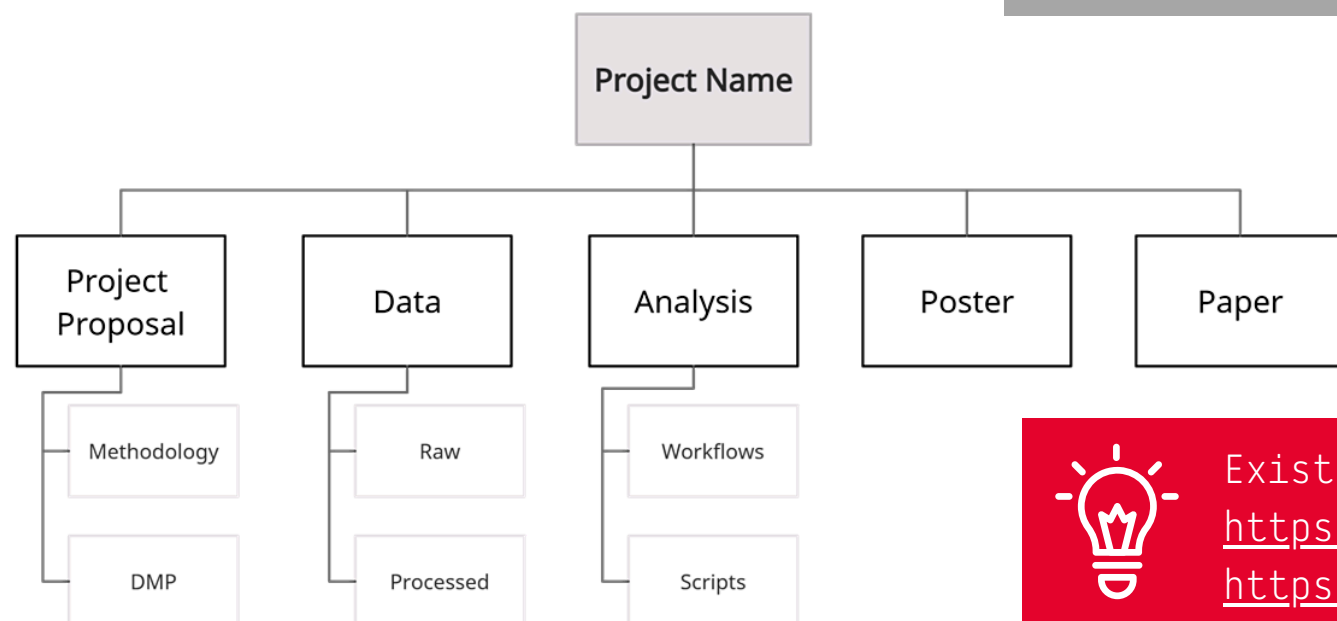 Project Name
Project
Proposal
Data
Analysis
Poster
Paper
Methodology
Raw
Workflows
DMP
Processed
Scripts
Exist
https
https